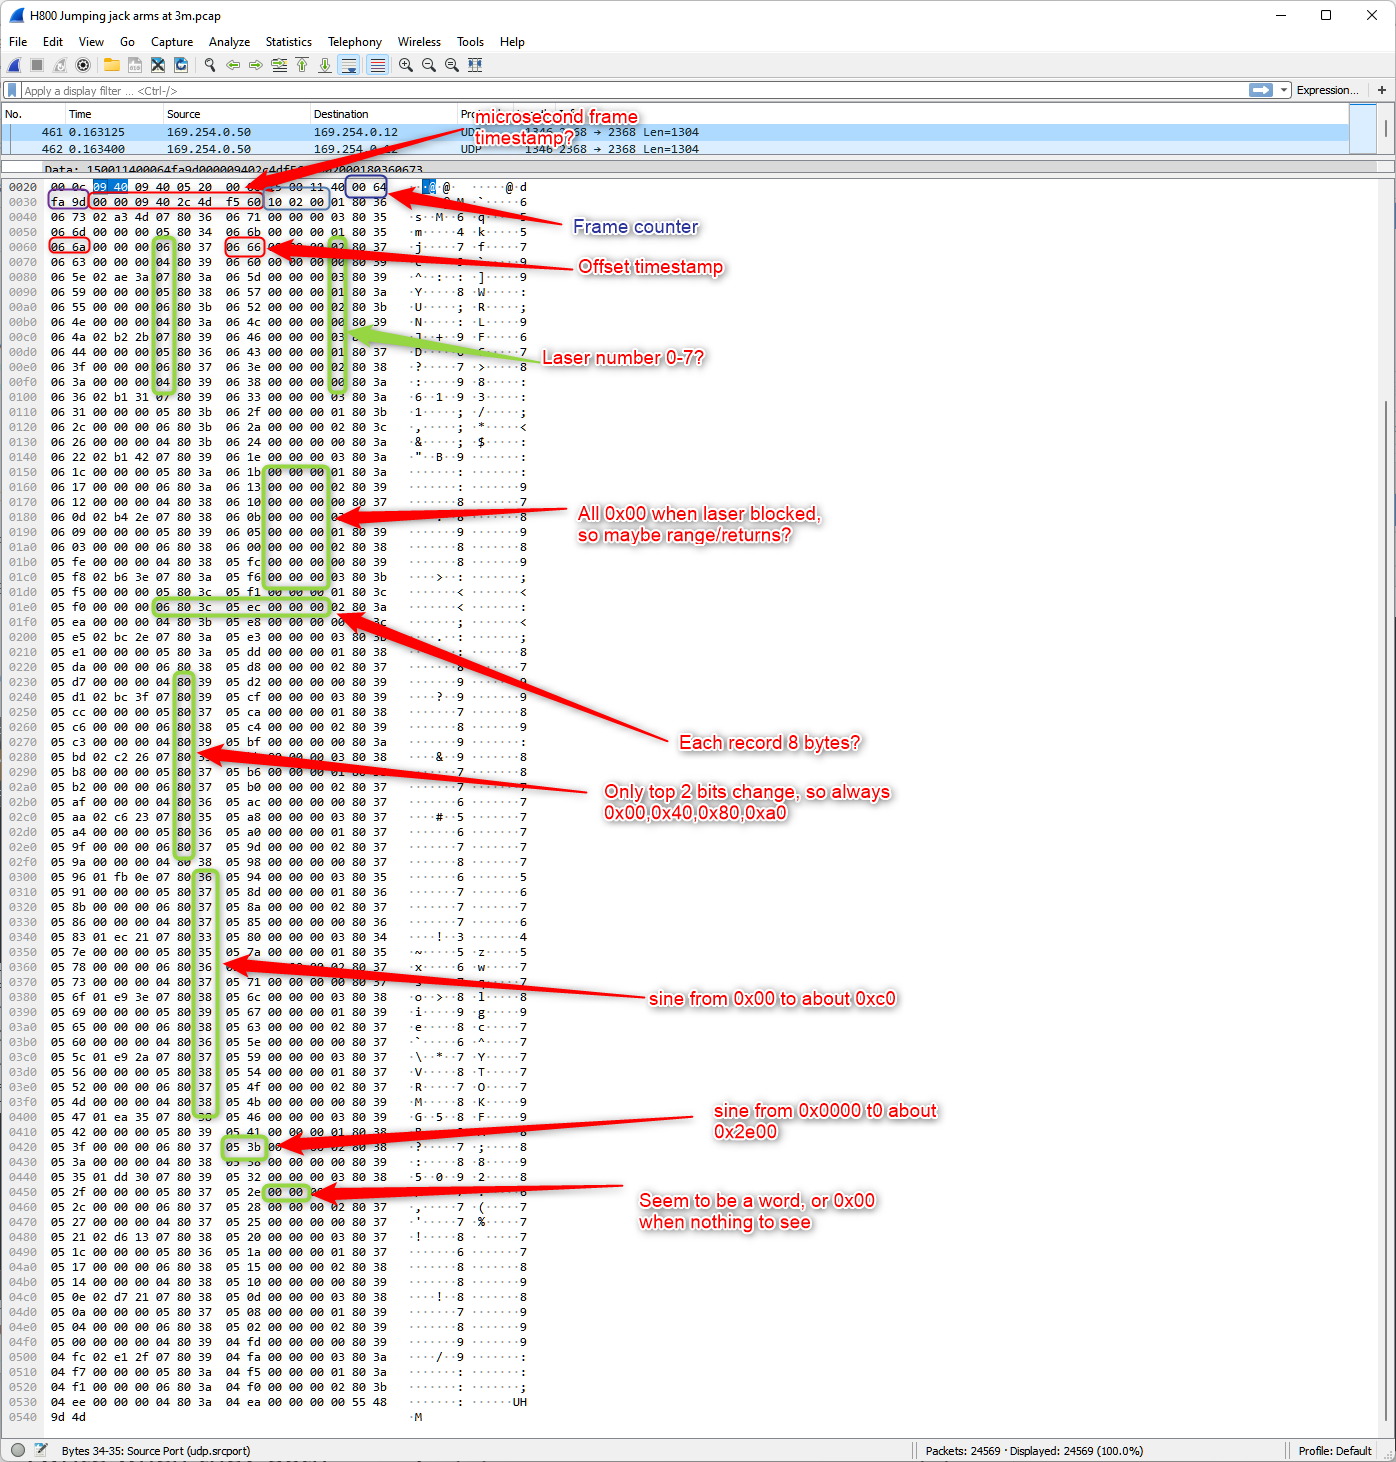 H800 Jumping jack arms at 3m.pcap
File Edit View Go Capture Analyze Statistics Telephony Wireless Tools Help
Apply a display filter ... <Ctrl-/>
Expression... +
No. Time Source Destination
461 0.163125 169.254.0.50 169.254.0.12 UDP 1346 2368 → 2368 Len=1304
462 0.163400 169.254.0.50 169.254.0.12 1346 2368 → 2368 Len=1304
microsecond frame
timestamp?
0020 00 0c 09 40 09 40 05 20 00 00 11 40 00 64
0030 fa 9d 00 00 09 40 2c 4d f5 60 10 02 00 01 80 36
0040 06 73 02 a3 4d 07 80 36 06 71 00 00 00 03 80 35
0050 06 6d 00 00 00 05 80 34 06 6b 00 00 00 01 80 35
0060 06 6a 00 00 00 06 80 37 06 66 02 80 37
0070 06 63 00 00 00 04 80 39 06 60 00 00 00 00 80 39
0080 06 5e 02 ae 3a 07 80 3a 06 5d 00 00 00 03 80 39
0090 06 59 00 00 00 05 80 38 06 57 00 00 00 01 80 3a
00a0 06 55 00 00 00 06 80 3b 06 52 00 00 00 02 80 3b
00b0 06 4e 00 00 00 04 80 3a 06 4c 00 00 00 00 80 39
00c0 06 4a 02 b2 2b 07 80 39 06 46 00 00 00 03
00d0 06 44 00 00 00 05 80 36 06 43 00 00 00 01 80 37
00e0 06 3f 00 00 00 06 80 37 06 3e 00 00 00 02 80 38
00f0 06 3a 00 00 00 04 80 39 06 38 00 00 00 00 80 3a
0100 06 36 02 b1 31 07 80 39 06 33 00 00 00 03 80 3a
0110 06 31 00 00 00 05 80 3b 06 2f 00 00 00 01 80 3b
0120 06 2c 00 00 00 06 80 3b 06 2a 00 00 00 02 80 3c
0130 06 26 00 00 00 04 80 3b 06 24 00 00 00 00 80 3a
0140 06 22 02 b1 42 07 80 39 06 1e 00 00 00 03 80 3a
0150 06 1c 00 00 00 05 80 3a 06 1b 00 00 00 01 80 3a
0160 06 17 00 00 00 06 80 3a 06 13 00 00 00 02 80 39
0170 06 12 00 00 00 04 80 38 06 10 00 00 00 00 80 37
0180 06 0d 02 b4 2e 07 80 38 06 0b 00 00 00
0190 06 09 00 00 00 05 80 39 06 05 00 00 00 01 80 39
01a0 06 03 00 00 00 06 80 38 06 00 00 00 00 02 80 38
01b0 05 fe 00 00 00 04 80 38 05 fc 00 00 00 00 80 39
01c0 05 f8 02 b6 3e 07 80 3a 05 f6 00 00 00 03 80 3b
01d0 05 f5 00 00 00 05 80 3c 05 f1 00 00 00 01 80 3c
01e0 05 f0 00 00 00 06 80 3c 05 ec 00 00 00 02 80 3a
01f0 05 ea 00 00 00 04 80 3b 05 e8 00 00 00 3c
0200 05 e5 02 bc 2e 07 80 3a 05 e3 00 00 00 03 80 3b
0210 05 e1 00 00 00 05 80 3a 05 dd 00 00 00 01 80 38
0220 05 da 00 00 00 06 80 38 05 d8 00 00 00 02 80 37
0230 05 d7 00 00 00 04 80 39 05 d2 00 00 00 00 80 39
0240 05 d1 02 bc 3f 07 80 39 05 cf 00 00 00 03 80 39
0250 05 cc 00 00 00 05 80 37 05 ca 00 00 00 01 80 38
0260 05 c6 00 00 00 06 80 38 05 c4 00 00 00 02 80 39
0270 05 c3 00 00 00 04 80 39 05 bf 00 00 00 00 80 3a
0280 05 bd 02 c2 26 07 80 00 00 03 80 38
0290 05 b8 00 00 00 05 80 37 05 b6 00 00 00 01 80 38
02a0 05 b2 00 00 00 06 80 37 05 b0 00 00 00 02 80 37
02b0 05 af 00 00 00 04 80 36 05 ac 00 00 00 00 80 37
02c0 05 aa 02 c6 23 07 80 35 05 a8 00 00 00 03 80 37
02d0 05 a4 00 00 00 05 80 36 05 a0 00 00 00 01 80 37
02e0 05 9f 00 00 00 06 80 37 05 9d 00 00 00 02 80 37
02f0 05 9a 00 00 00 04 80 38 05 98 00 00 00 00 80 37
0300 05 96 01 fb 0e 07 80 36 05 94 00 00 00 03 80 35
0310 05 91 00 00 00 05 80 37 05 8d 00 00 00 01 80 36
0320 05 8b 00 00 00 06 80 37 05 8a 00 00 00 02 80 37
0330 05 86 00 00 00 04 80 37 05 85 00 00 00 00 80 36
0340 05 83 01 ec 21 07 80 33 05 80 00 00 00 03 80 34
0350 05 7e 00 00 00 05 80 35 05 7a 00 00 00 01 80 35
0360 05 78 00 00 00 06 80 36 02 80 37
0370 05 73 00 00 00 04 80 37 05 71 00 00 00 00 80 37
0380 05 6f 01 e9 3e 07 80 38 05 6c 00 00 00 03 80 38
0390 05 69 00 00 00 05 80 39 05 67 00 00 00 01 80 39
03a0 05 65 00 00 00 06 80 38 05 63 00 00 00 02 80 37
03b0 05 60 00 00 00 04 80 36 05 5e 00 00 00 00 80 37
03c0 05 5c 01 e9 2a 07 80 37 05 59 00 00 00 03 80 37
03d0 05 56 00 00 00 05 80 38 05 54 00 00 00 01 80 37
03e0 05 52 00 00 00 06 80 37 05 4f 00 00 00 02 80 37
03f0 05 4d 00 00 00 04 80 38 05 4b 00 00 00 00 80 38
0400 05 47 01 ea 35 07 80 38 05 46 00 00 00 03 80 39
0410 05 42 00 00 00 05 80 39 05 41 00 00 00 01 80 38
0420 05 3f 00 00 00 06 80 37 05 3b 02 80 38
0430 05 3a 00 00 00 04 80 38 05 38 00 00 00 00 80 39
0440 05 35 01 dd 30 07 80 39 05 32 00 00 00 03 80 38
0450 05 2f 00 00 00 05 80 37 05 2e 00 00
0460 05 2c 00 00 00 06 80 37 05 28 00 00 00 02 80 37
0470 05 27 00 00 00 04 80 37 05 25 00 00 00 00 80 37
0480 05 21 02 d6 13 07 80 38 05 20 00 00 00 03 80 37
0490 05 1c 00 00 00 05 80 36 05 1a 00 00 00 01 80 37
04a0 05 17 00 00 00 06 80 38 05 15 00 00 00 02 80 38
04b0 05 14 00 00 00 04 80 38 05 10 00 00 00 00 80 39
04c0 05 0e 02 d7 21 07 80 38 05 0d 00 00 00 03 80 38
04d0 05 0a 00 00 00 05 80 37 05 08 00 00 00 01 80 39
04e0 05 04 00 00 00 06 80 38 05 02 00 00 00 02 80 39
04f0 05 00 00 00 00 04 80 39 04 fd 00 00 00 00 80 39
0500 04 fc 02 e1 2f 07 80 39 04 fa 00 00 00 03 80 3a
0510 04 f7 00 00 00 05 80 3a 04 f5 00 00 00 01 80 3a
0520 04 f1 00 00 00 06 80 3a 04 f0 00 00 00 02 80 3b
0530 04 ee 00 00 00 04 80 3a 04 ea 00 00 00 00 55 48
0540 9d 4d
Frame counter
Offset timestamp
Laser number 0-7?
All 0x00 when laser blocked,
so maybe range/returns?
Each record 8 bytes?
Only top 2 bits change, so always
0x00,0x40,0x80,0xa0
sine from 0x00 to about 0xc0
sine from 0x0000 t0 about
0x2e00
Seem to be a word, or 0x00
when nothing to see
Bytes 34-35: Source Port (udp.srcport)
Packets: 24569 · Displayed: 24569 (100.0%)
Profile: Default